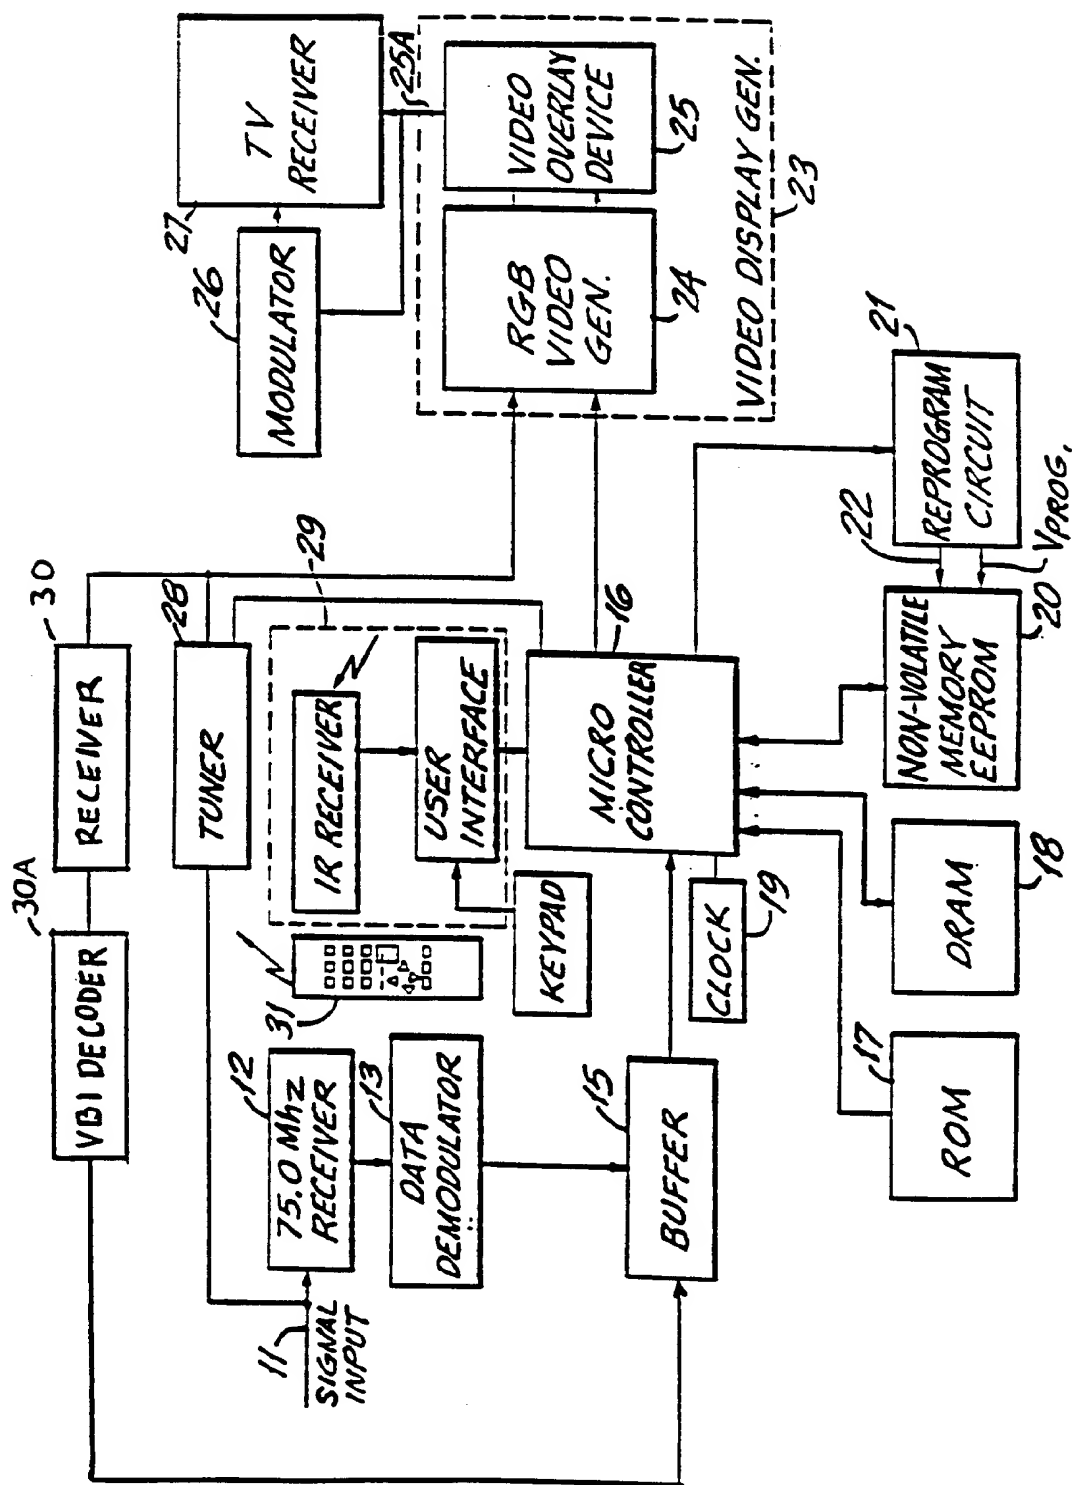 30A
VBI DECODER
30
RECEIVER
28
TUNER
11
SIGNAL
INPUT
12
75.0 Mhz
RECEIVER
13
DATA
DEMODULATOR
31
IR RECEIVER
29
USER
INTERFACE
KEYPAD
26
MODULATOR
27
TV
RECEIVER
25A
RGB
VIDEO
GEN.
24
VIDEO
OVERLAY
DEVICE
25
VIDEO DISPLAY GEN.
23
15
BUFFER
16
MICRO
CONTROLLER
CLOCK
19
17
ROM
DRAM
18
NON-VOLATILE
MEMORY
EEPROM
20
22
VPROG.
21
REPROGRAM
CIRCUIT